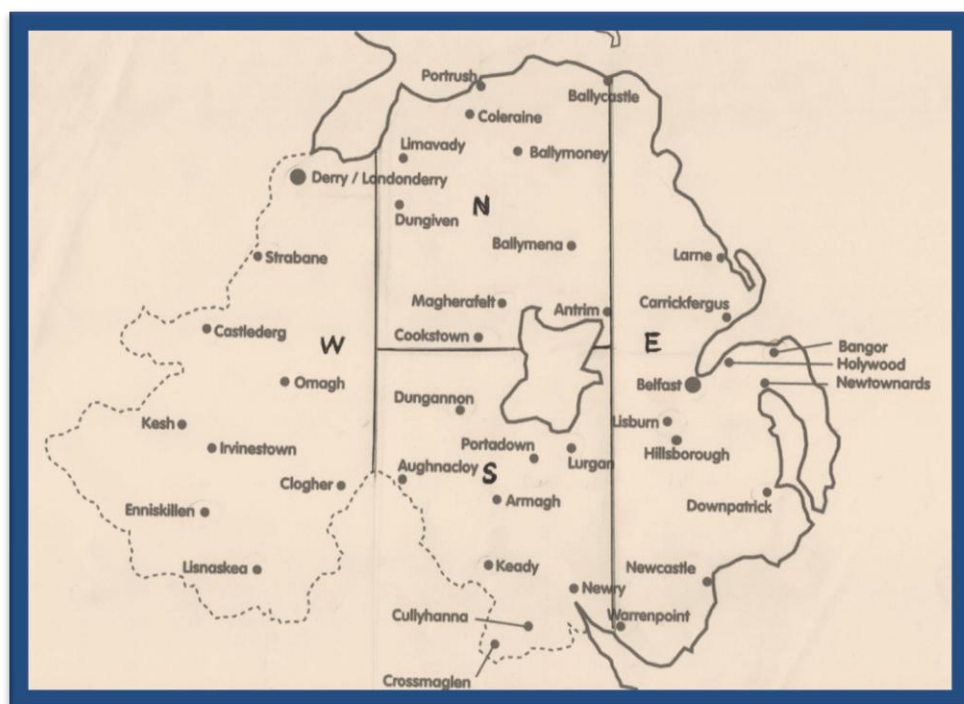 Portrush
Ballycastle
Coleraine
Limavady
Ballymoney
Derry / Londonderry
N
Dungiven
Ballymena
Strabane
Larne
Magherafelt
Carrickfergus
Antrim
Castlederg
Cookstown
W
E
Bangor
Holywood
Omagh
Belfast
Newtownards
Dungannon
Kesh
Lisburn
Irvinestown
Portadown
Hillsborough
Lurgan
Aughnacloy
S
Clogher
Armagh
Downpatrick
Enniskillen
Lisnaskea
Keady
Newcastle
Newry
Cullyhanna
Warrenpoint
Crossmaglen